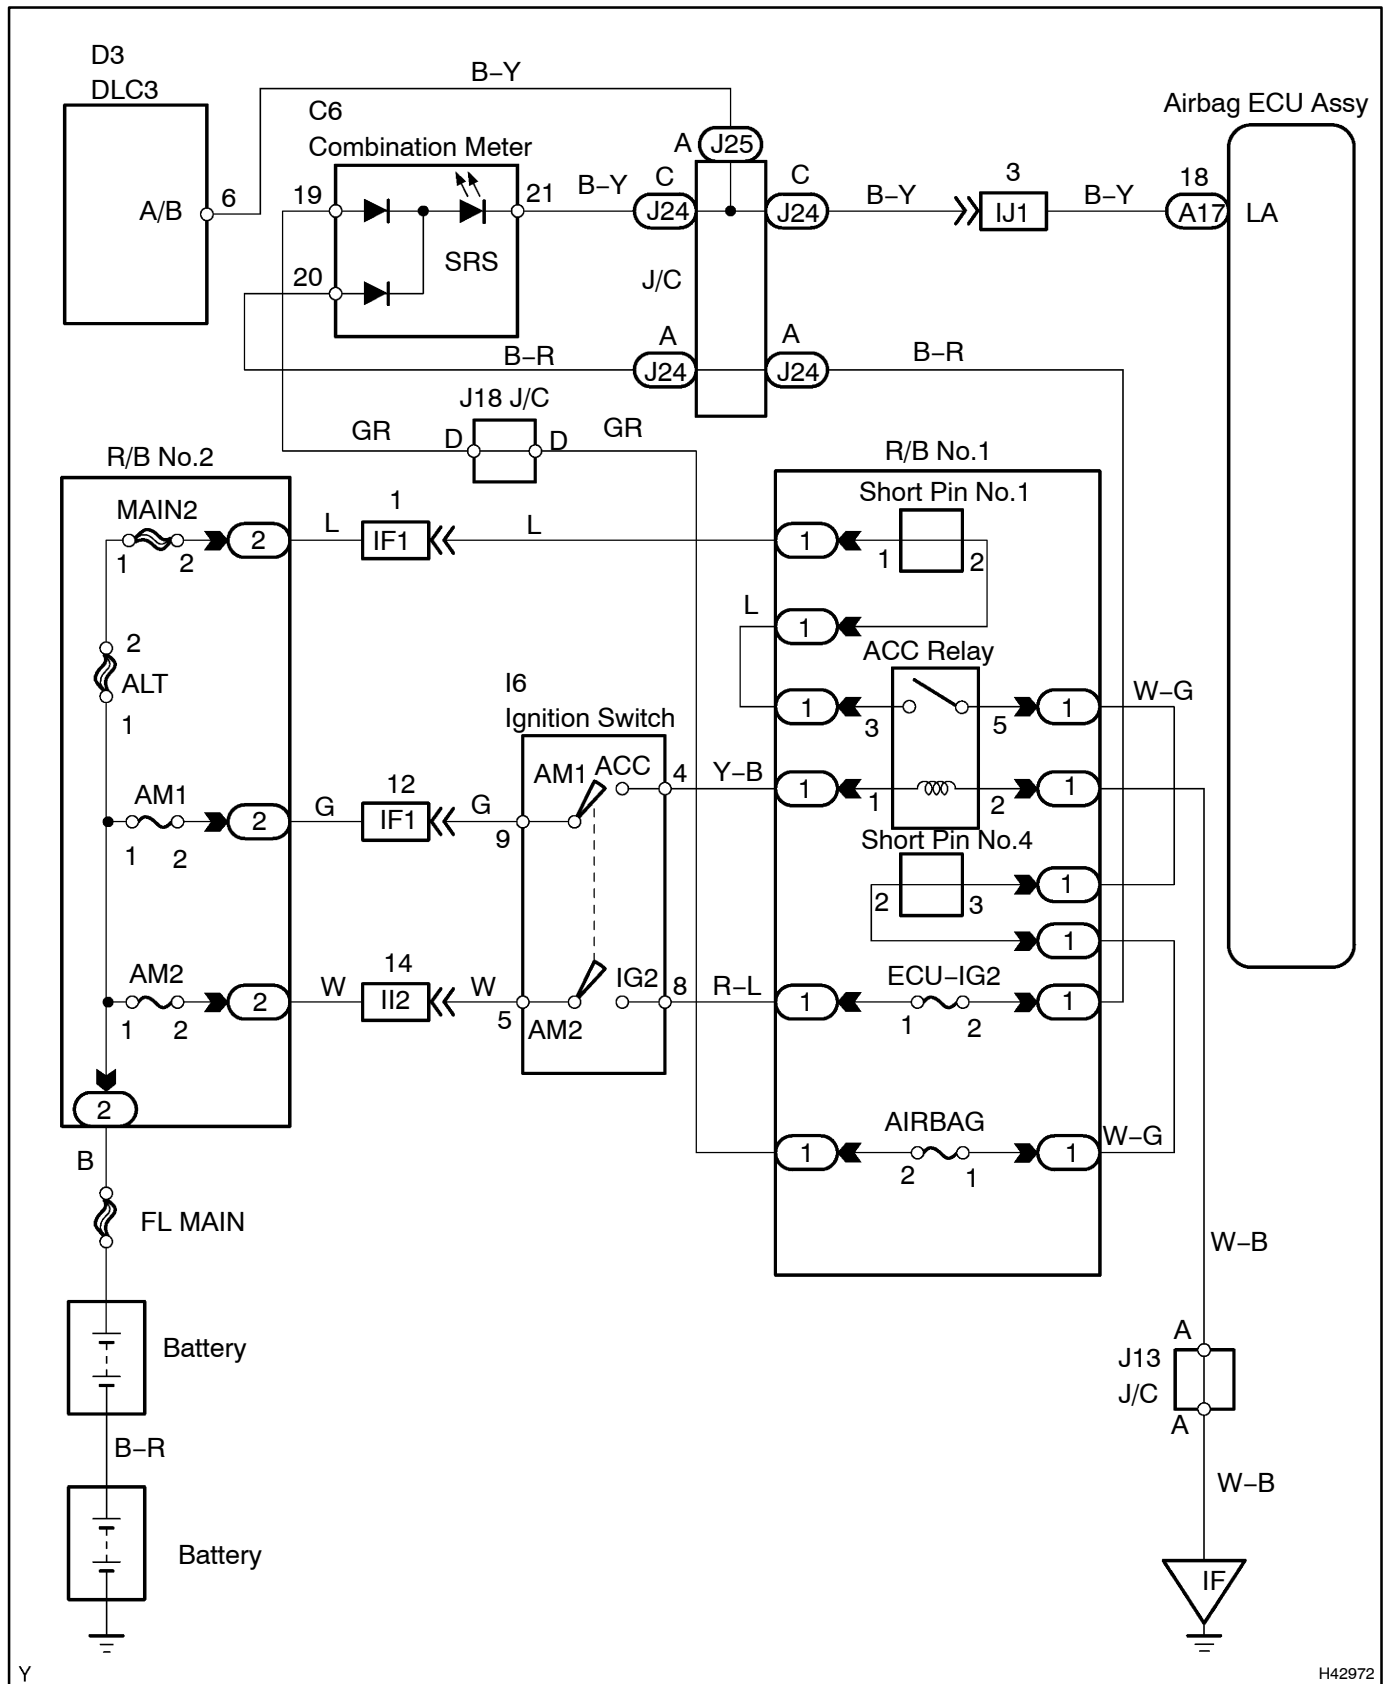 D3
DLC3
B–Y
C6
Combination Meter
Airbag ECU Assy
A J25
A/B 6
19 21 B–Y C J24 C J24 B–Y 3 IJ1 B–Y 18 A17 LA
SRS
20
J/C
B–R A J24 A J24 B–R
J18 J/C
GR D D GR
R/B No.2
R/B No.1
MAIN2
1 2 2 L 1 IF1 L
Short Pin No.1
1 1 2
L 1
2
ALT
1
ACC Relay
1 3 5 1 W–G
I6
Ignition Switch
AM1 ACC 4 Y–B 1 1 2 1
AM1
1 2 2 G 12 IF1 G 9
Short Pin No.4
2 3 1
1
AM2
1 2 2 W 14 II2 W 5 AM2
IG2 8 R–L 1 ECU–IG2 1 2 1
2
B
AIRBAG
1 2 1 1 W–G
FL MAIN
W–B
Battery
A
J13
J/C
A
B–R
W–B
Battery
IF
Y
H42972